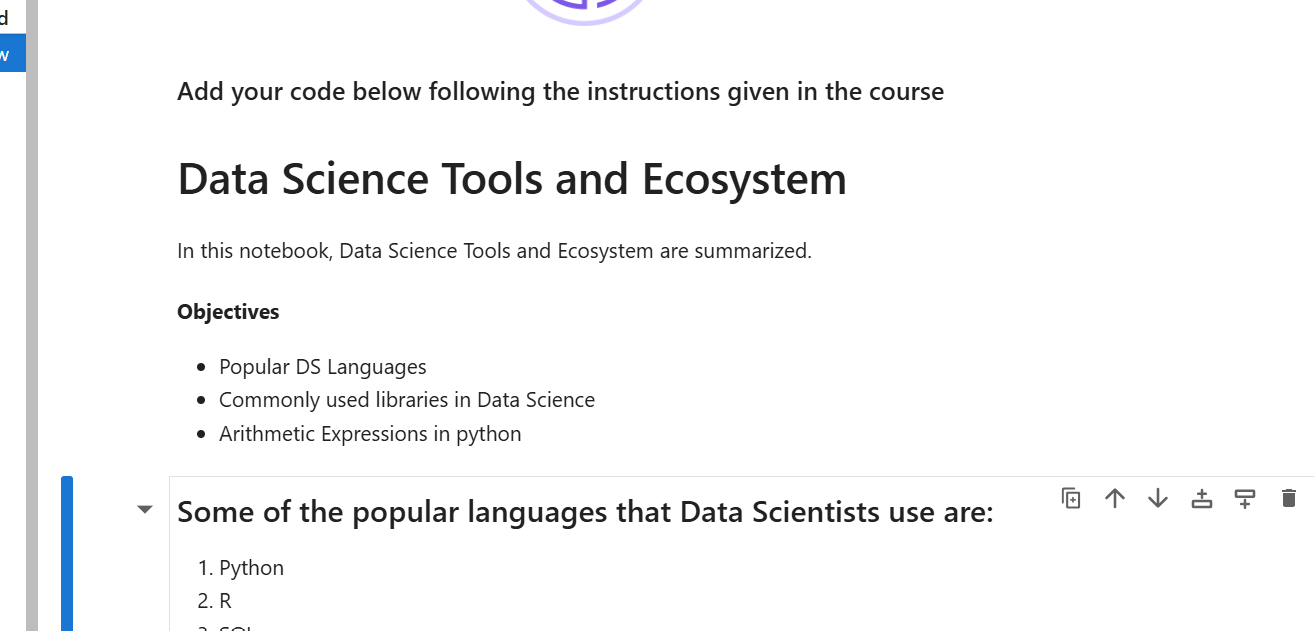 Add your code below following the instructions given in the course
Data Science Tools and Ecosystem
In this notebook, Data Science Tools and Ecosystem are summarized.
Objectives
• Popular DS Languages
• Commonly used libraries in Data Science
• Arithmetic Expressions in python
Some of the popular languages that Data Scientists use are:
1. Python
2. R